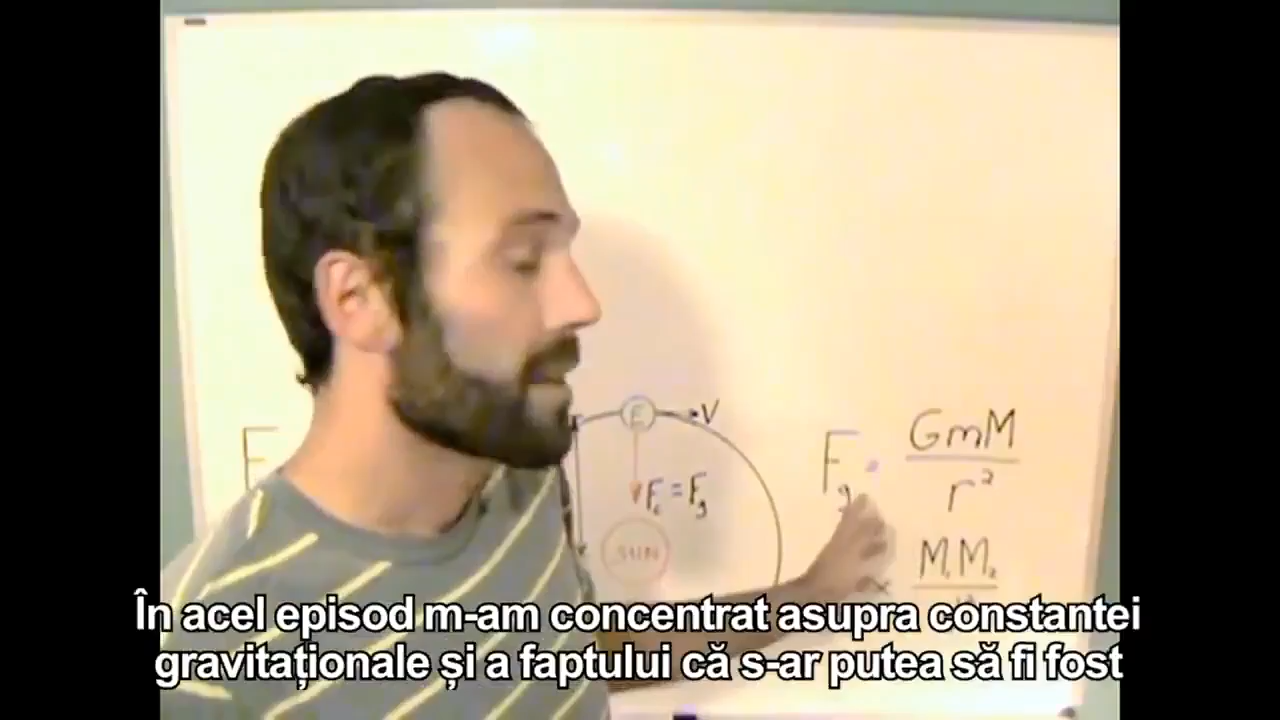 V
E
F
GmM
Fg =
r²
Fc = Fg
SUN
M₁M₂
În acel episod m-am concentrat asupra constantei
gravitaționale și a faptului că s-ar putea să fi fost